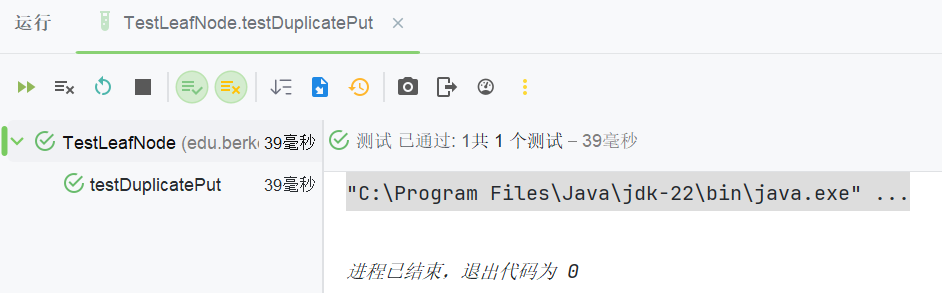 运行 TestLeafNode.testDuplicatePut
TestLeafNode (edu.berke 39毫秒
测试 已通过: 1共 1 个测试 – 39毫秒
testDuplicatePut 39毫秒
"C:\Program Files\Java\jdk-22\bin\java.exe" ...
进程已结束，退出代码为 0